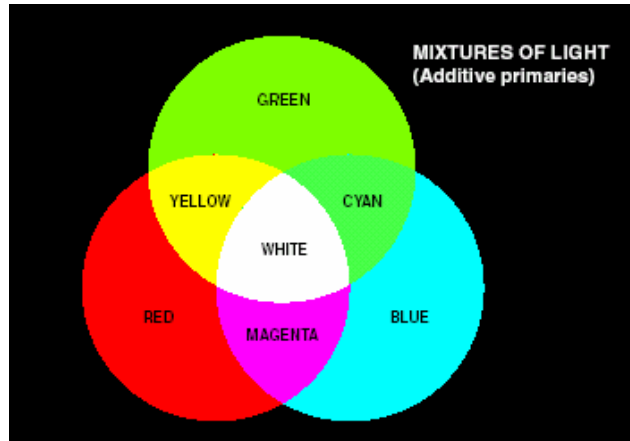 MIXTURES OF LIGHT
(Additive primaries)
GREEN
YELLOW
CYAN
WHITE
RED
MAGENTA
BLUE